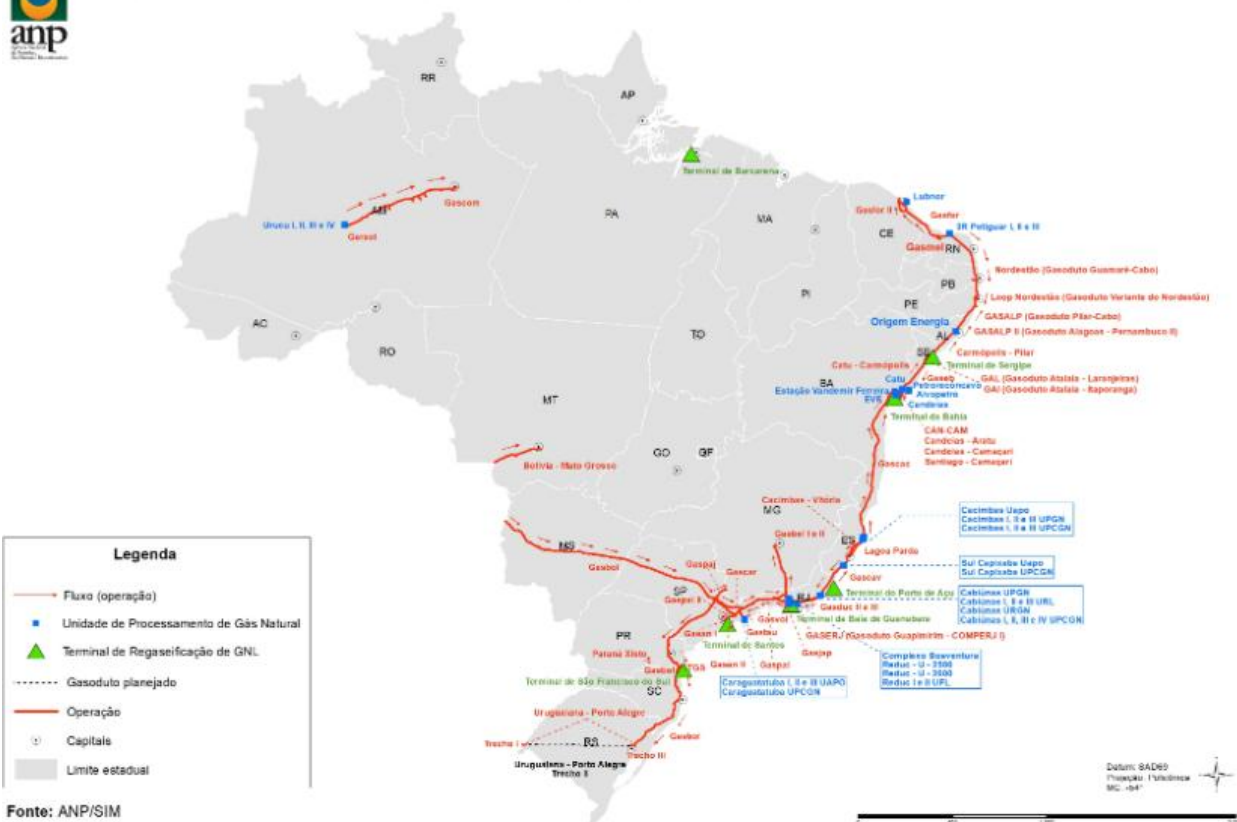 anp
RR
AP
Terminal de Barcarena
AM
Gascom
Urucu I, II, III e IV
Garsol
PA
MA
CE
Gasfor II
Lubnor
Gasfor
3R Potiguar I, II e III
Gasmel
RN
Nordestão (Gasoduto Guamaré-Cabo)
PB
PI
PE
Loop Nordestão (Gasoduto Variante do Nordestão)
GASALP (Gasoduto Pilar-Cabo)
Origem Energia
AL
GASALP II (Gasoduto Alagoas - Pernambuco II)
AC
RO
TO
SE
Carmópolis - Pilar
Terminal de Sergipe
Catu - Carmópolis
BA
Catu
Gaseb
GAL (Gasoduto Atalaia - Laranjeiras)
Petroreconcavo
GAI (Gasoduto Atalaia - Itaporanga)
Estação Vandemir Ferreira
EVF
Alvopetro
Candeias
Terminal da Bahia
MT
CAN-CAM
Candeias - Aratu
Candeias - Camaçari
Santiago - Camaçari
GO
DF
Bolívia - Mato Grosso
Gascac
Cacimbas - Vitória
MG
Cacimbas Uapo
Cacimbas I, II e III UPGN
Cacimbas I, II e III UPCGN
Gasbel I e II
ES
Lagoa Parda
MS
Gasbol
Sul Capixaba Uapo
Sul Capixaba UPCGN
Gaspaj
Gascar
Gascav
SP
Gaspal II
Terminal do Porto de Açu
RJ
Cabiúnas UPGN
Cabiúnas I, II e III URL
Cabiúnas URGN
Cabiúnas I, II, III e IV UPCGN
Gasduc II e III
Gasvol
Terminal da Baía de Guanabara
Gasan I
Gastau
GASERJ (Gasoduto Guapimirim - COMPERJ I)
PR
Terminal de Santos
Gasjap
Paraná Xisto
Gasan II
Gaspal
Complexo Boaventura
Reduc - U - 2500
Reduc I e II UFL
Gasbol
TGS
Terminal de São Francisco do Sul
Caraguatatuba I, II e III UAPO
Caraguatatuba UPCGN
SC
Uruguaiana - Porto Alegre
Gasbol
RS
Trecho I
Trecho III
Uruguaiana - Porto Alegre
Trecho II
Legenda
Fluxo (operação)
Unidade de Processamento de Gás Natural
Terminal de Regaseificação de GNL
Gasoduto planejado
Operação
Capitais
Limite estadual
Datum: SAD69
Projeção: Policônica
MC: -54°
Fonte: ANP/SIM